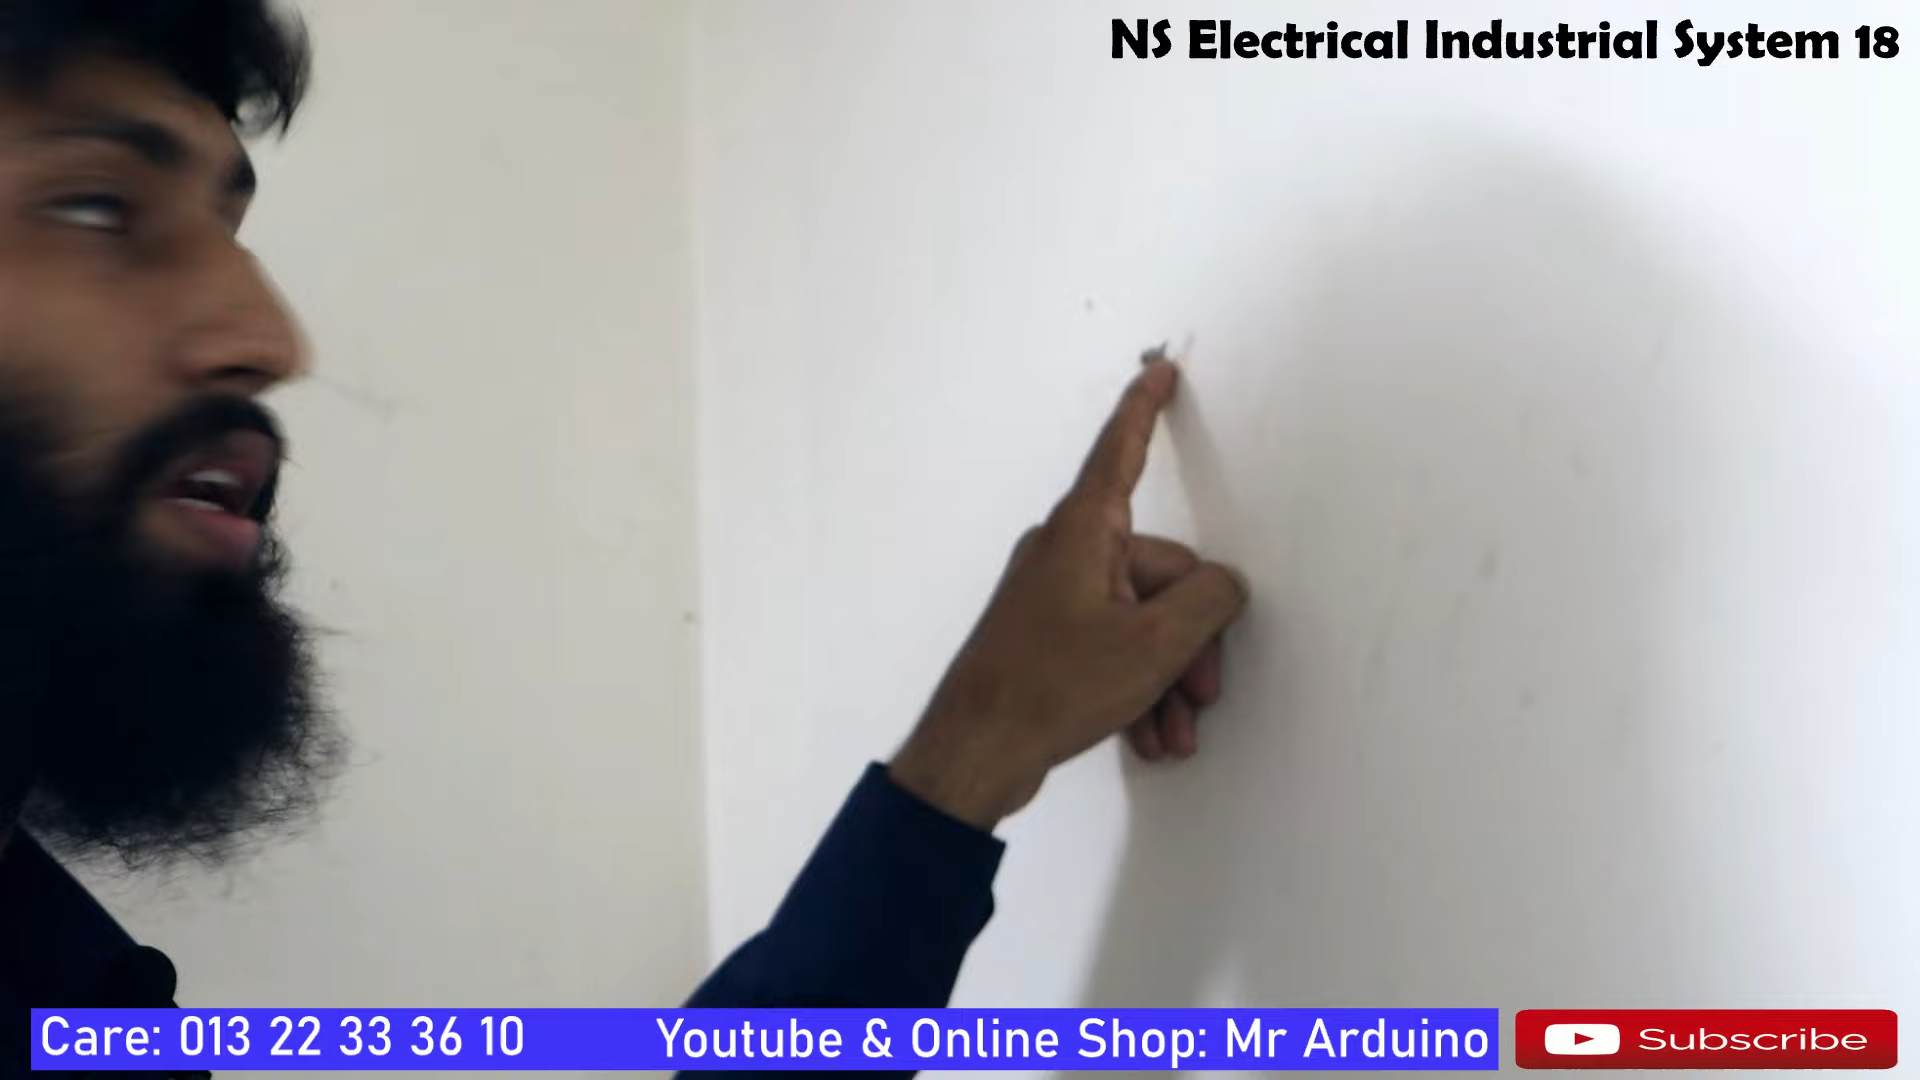 NS Electrical Industrial System 18
Care: 013 22 33 36 10 Youtube & Online Shop: Mr Arduino
Subscribe